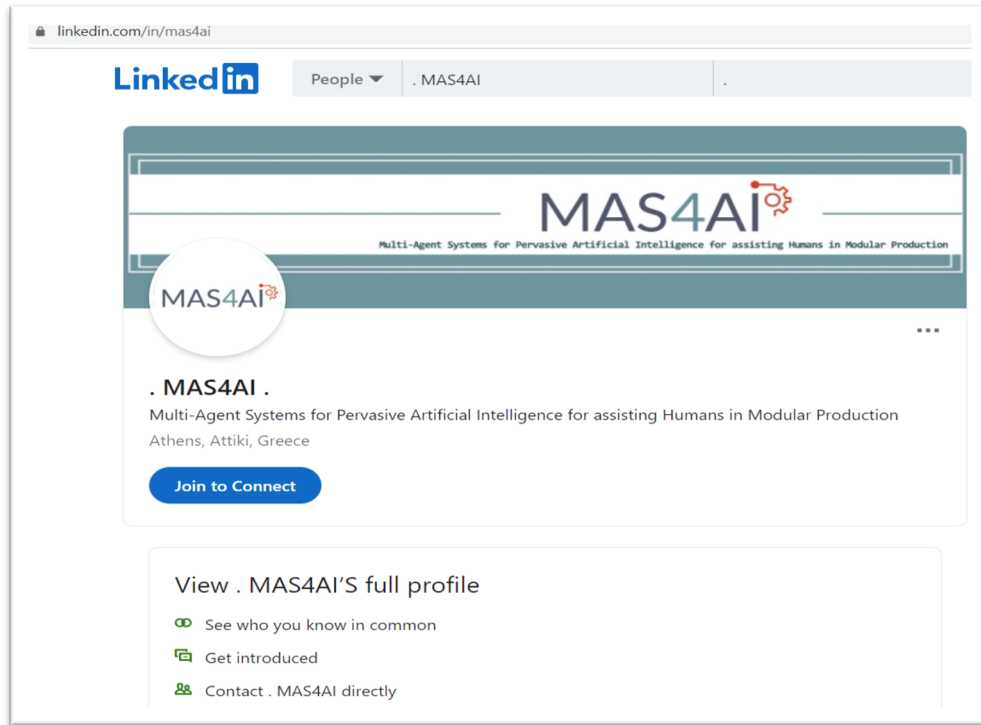 linkedin.com/in/mas4ai
Linked in
People
. MAS4AI
.
MAS4AI
Multi-Agent Systems for Pervasive Artificial Intelligence for assisting Humans in Modular Production
MAS4AI
. MAS4AI .
Multi-Agent Systems for Pervasive Artificial Intelligence for assisting Humans in Modular Production
Athens, Attiki, Greece
Join to Connect
View . MAS4AI'S full profile
See who you know in common
Get introduced
Contact . MAS4AI directly